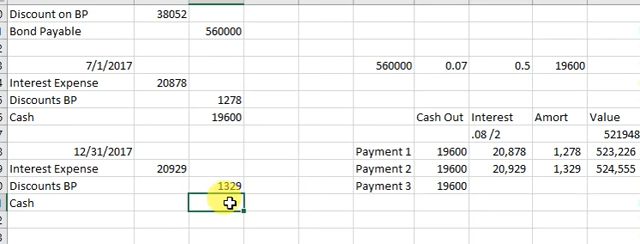 Discount on BP 38052
Bond Payable 560000
7/1/2017 560000 0.07 0.5 19600
Interest Expense 20878
Discounts BP 1278
Cash 19600 Cash Out Interest Amort Value
.08 /2 521948
12/31/2017 Payment 1 19600 20,878 1,278 523,226
Interest Expense 20929 Payment 2 19600 20,929 1,329 524,555
Discounts BP 1329 Payment 3 19600
Cash